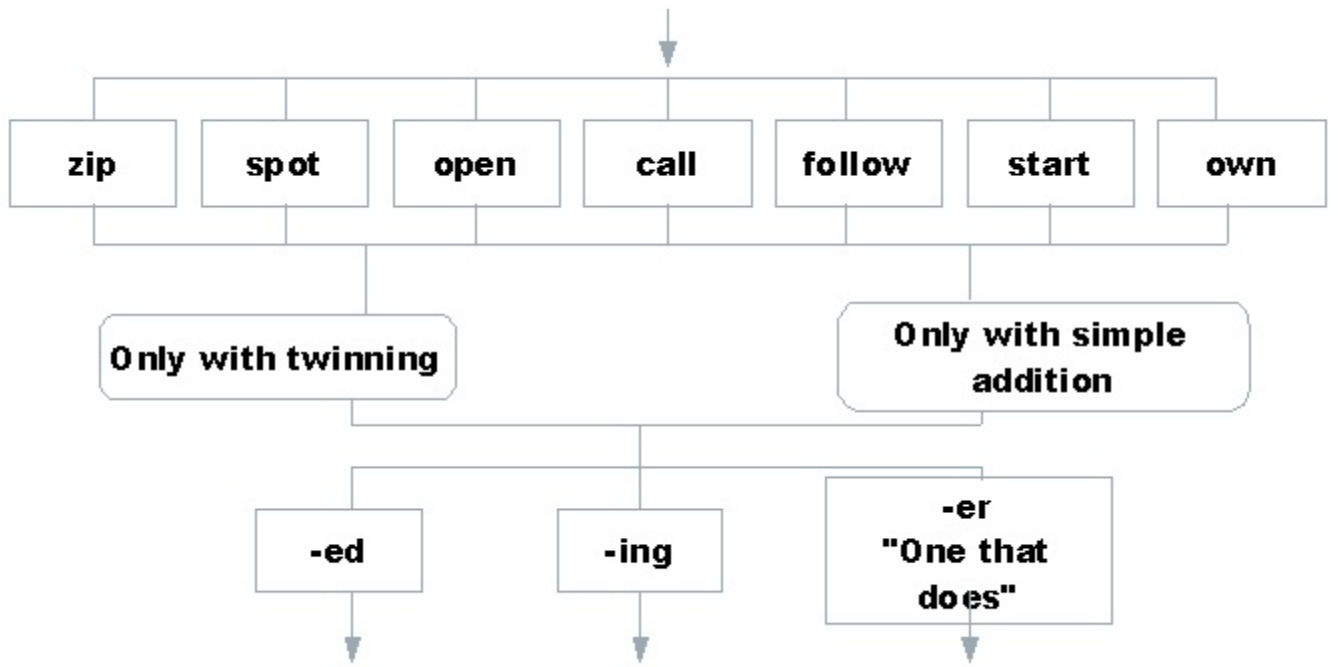 zip
spot
open
call
follow
start
own
Only with twinning
Only with simple
addition
-ed
-ing
-er
"One that
does"